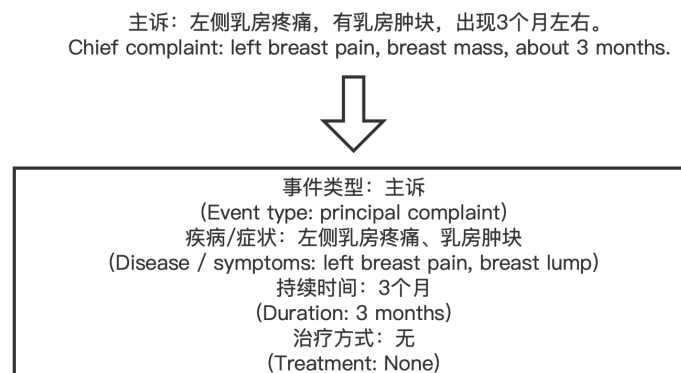 主诉：左侧乳房疼痛，有乳房肿块，出现3个月左右。
Chief complaint: left breast pain, breast mass, about 3 months.
事件类型：主诉
(Event type: principal complaint)
疾病/症状：左侧乳房疼痛、乳房肿块
(Disease / symptoms: left breast pain, breast lump)
持续时间：3个月
(Duration: 3 months)
治疗方式：无
(Treatment: None)